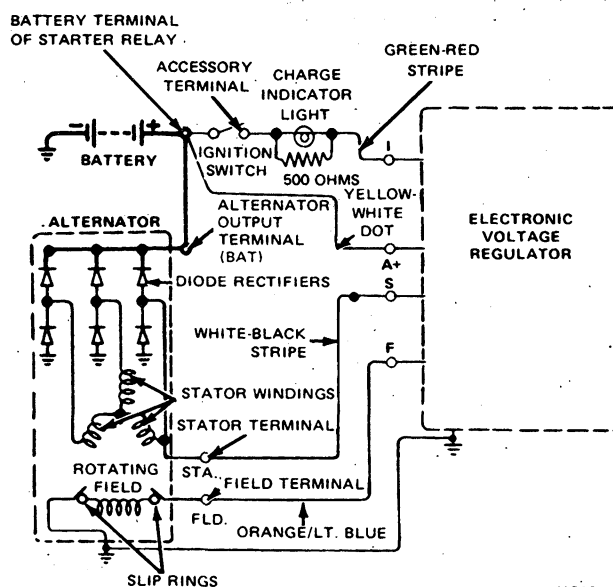 BATTERY TERMINAL
OF STARTER RELAY
ACCESSORY
TERMINAL
CHARGE
INDICATOR
LIGHT
GREEN-RED
STRIPE
- +
BATTERY
IGNITION
SWITCH
500 OHMS
I
YELLOW-
WHITE
DOT
ELECTRONIC
VOLTAGE
REGULATOR
ALTERNATOR
ALTERNATOR
OUTPUT
TERMINAL
(BAT)
A+
DIODE RECTIFIERS
S
WHITE-BLACK
STRIPE
F
STATOR WINDINGS
STATOR TERMINAL
STA.
ROTATING
FIELD
FIELD TERMINAL
FLD.
ORANGE/LT. BLUE
SLIP RINGS